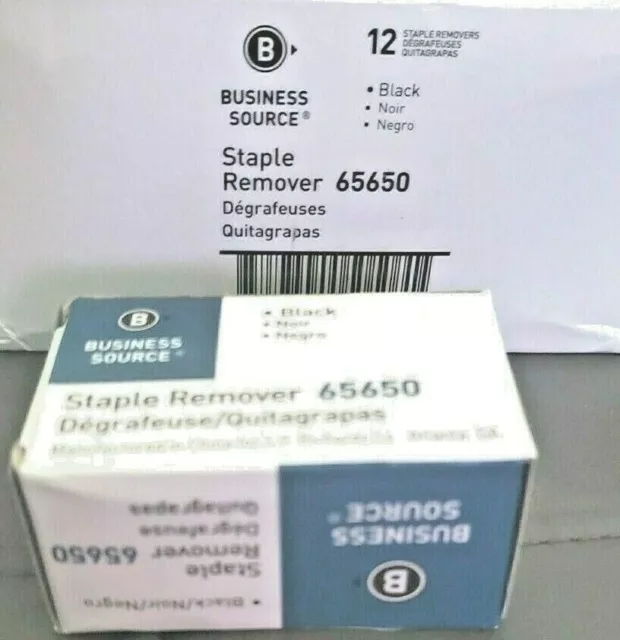 B
BUSINESS
SOURCE®
12 STAPLE REMOVERS
DÉGRAFEUSES
QUITAGRAPAS
• Black
• Noir
• Negro
Staple
Remover 65650
Dégrafeuses
Quitagrapas
B
BUSINESS
SOURCE®
• Black
• Noir
• Negro
Staple Remover 65650
Dégrafeuse/Quitagrapas
• Black/Noir/Negro
Staple
Remover 65650
Dégrafeuse
Quitagrapas
B
BUSINESS
SOURCE®